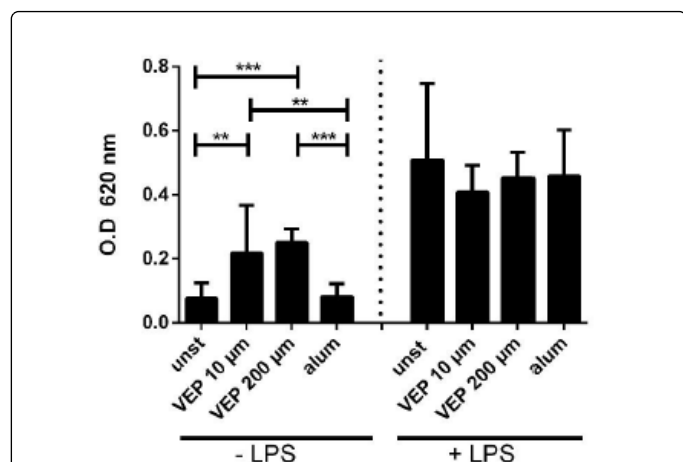 0.8
0.6
0.4
0.2
0.0
O.D 620 nm
***
**
** ***
unst VEP 10 µm VEP 200 µm alum unst VEP 10 µm VEP 200 µm alum
- LPS + LPS